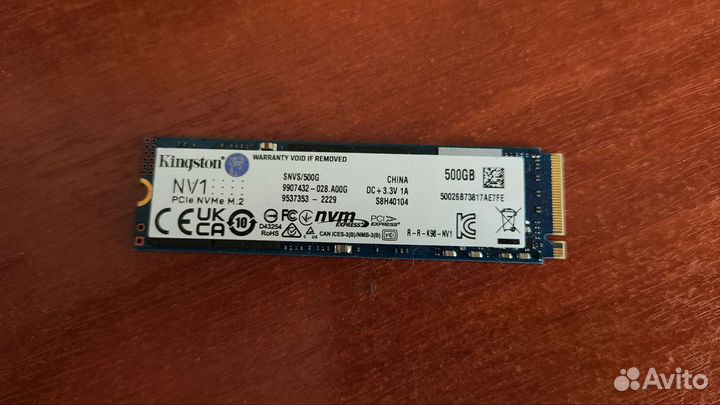 Kingston
WARRANTY VOID IF REMOVED
NV1
PCIe NVMe M.2
SNVS/500G
9907432-028.A00G
9537353-2229
CHINA
DC+3.3V 1A
S8H40104
500GB
50026B73817AE7FE
CE UKCA 10
D43254
RoHS
nvm EXPRESS
PCI EXPRESS
CAN ICES-3(B)/NMB-3(B)
R-R-K98-NV1
Avito